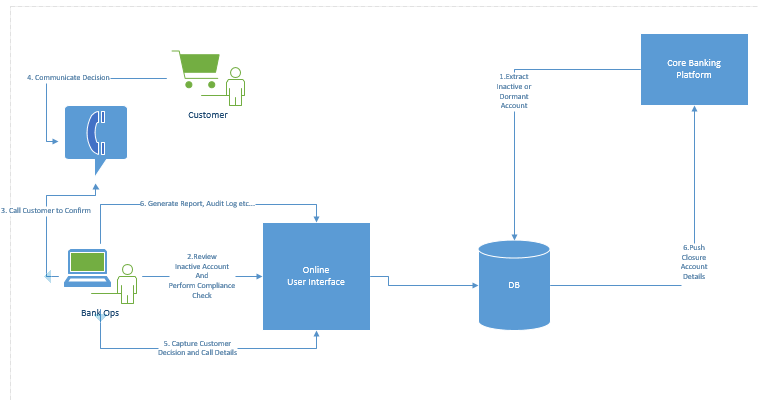 Core Banking
Platform
4. Communicate Decision
1.Extract
Inactive or
Dormant
Account
Customer
3. Call Customer to Confirm
6. Generate Report, Audit Log etc...
2.Review
Inactive Account
And
Perform Compliance
Check
Online
User Interface
DB
6.Push
Closure
Account
Details
Bank Ops
5. Capture Customer
Decision and Call Details